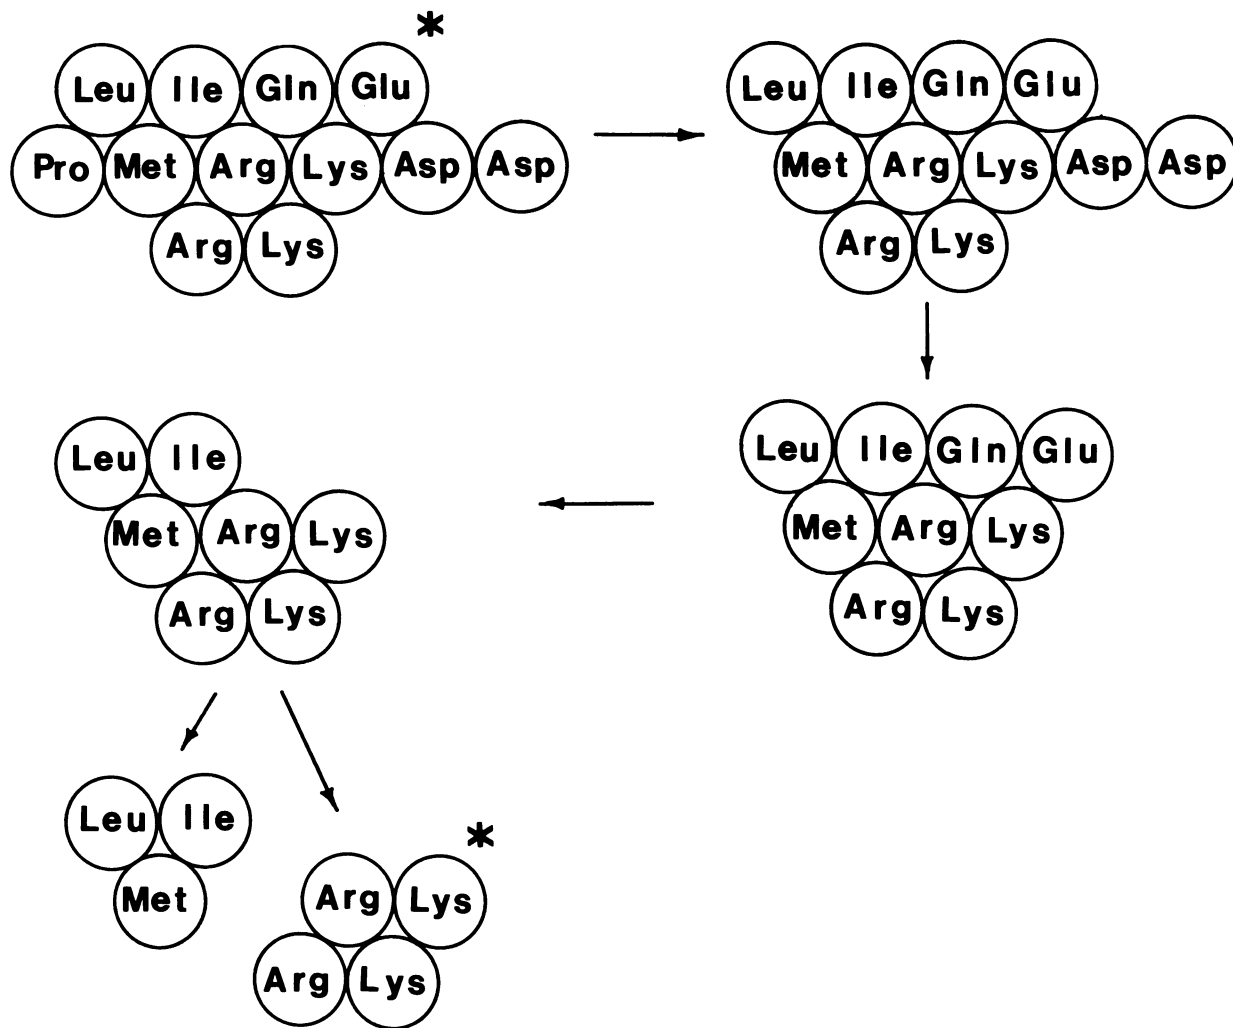 *
Leu Ile Gln Glu
Pro Met Arg Lys Asp Asp
Arg Lys
Leu Ile Gln Glu
Met Arg Lys Asp Asp
Arg Lys
Leu Ile Gln Glu
Met Arg Lys
Arg Lys
Leu Ile
Met Arg Lys
Arg Lys
Leu Ile
Met
*
Arg Lys
Arg Lys